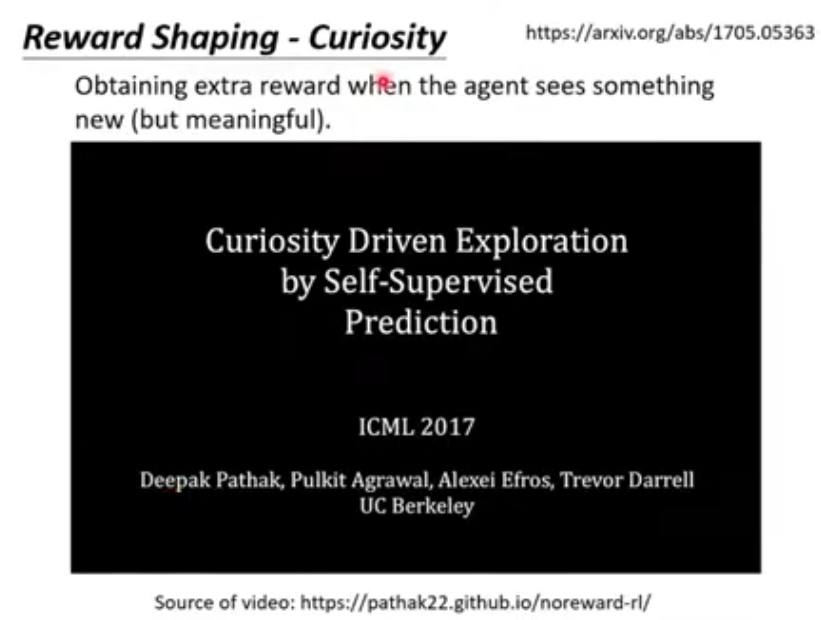 Reward Shaping - Curiosity
https://arxiv.org/abs/1705.05363
Obtaining extra reward when the agent sees something
new (but meaningful).
Curiosity Driven Exploration
by Self-Supervised
Prediction
ICML 2017
Deepak Pathak, Pulkit Agrawal, Alexei Efros, Trevor Darrell
UC Berkeley
Source of video: https://pathak22.github.io/noreward-rl/